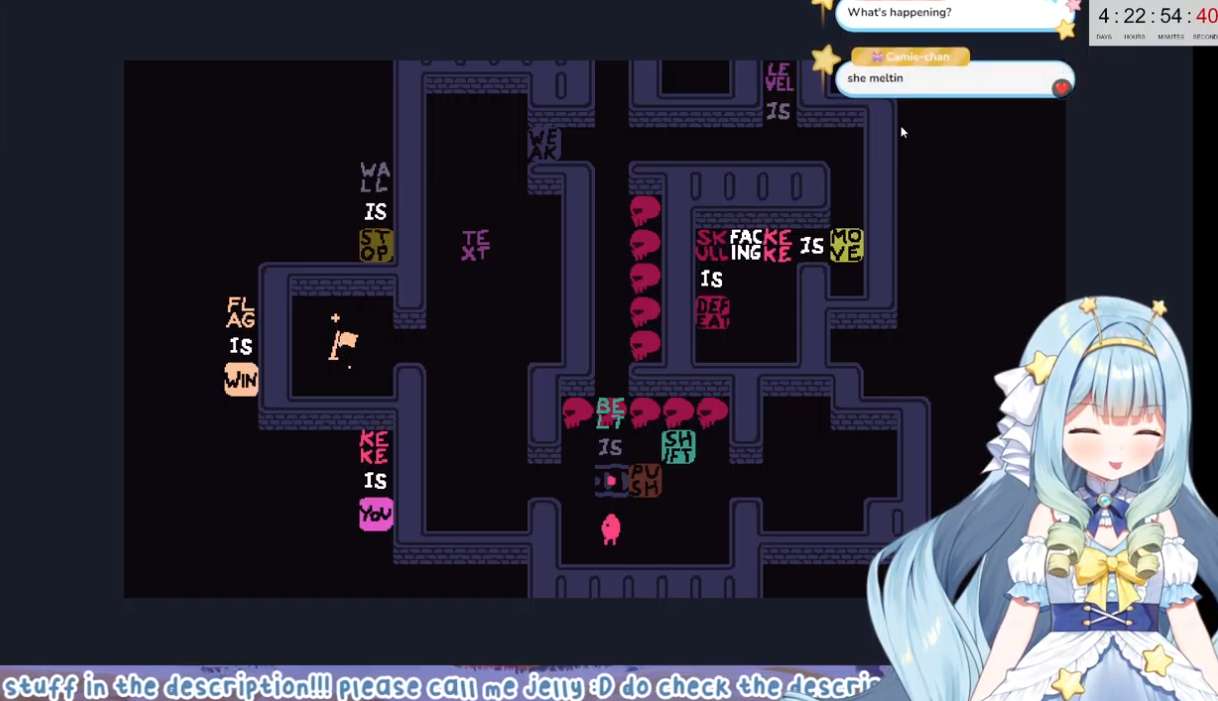 What's happening?
Camie-chan
she meltin
4:22:54:40
DAYS HOURS MINUTES SECOND
LE
VEL
IS
WE
AK
WA
LL
IS
ST
OP
TE
XT
SK
ULL
FAC
ING
KE
KE
IS
MO
VE
IS
DEF
EAT
FL
AG
IS
WIN
BE
LT
IS
SH
IFT
PU
SH
KE
KE
IS
YOU
stuff in the description!!! please call me jelly :D do check the descri